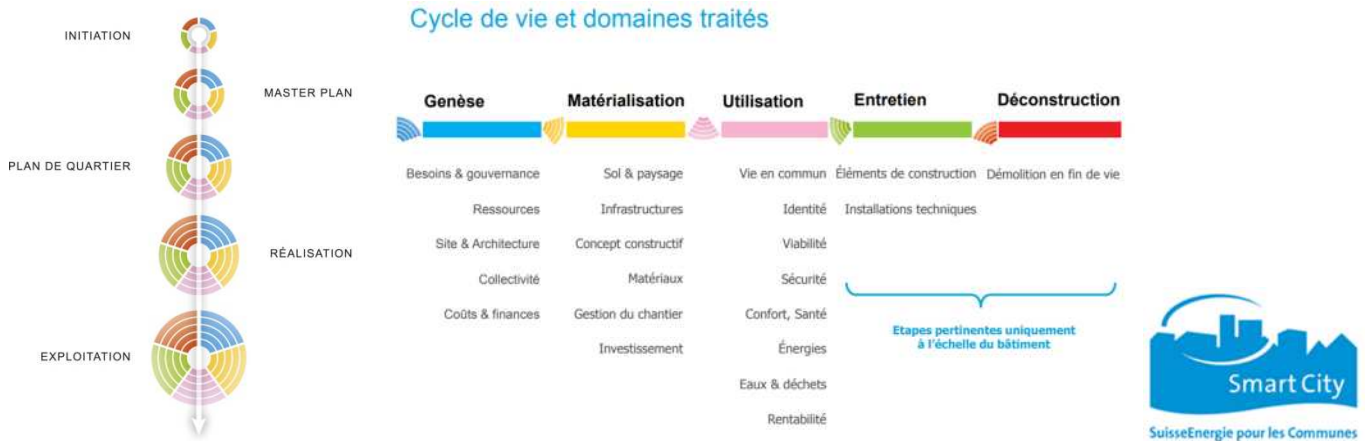 Cycle de vie et domaines traités
INITIATION
MASTER PLAN
PLAN DE QUARTIER
RÉALISATION
EXPLOITATION
Genèse
Besoins & gouvernance
Ressources
Site & Architecture
Collectivité
Coûts & finances
Matérialisation
Sol & paysage
Infrastructures
Concept constructif
Matériaux
Gestion du chantier
Investissement
Utilisation
Vie en commun
Identité
Viabilité
Sécurité
Confort, Santé
Énergies
Eaux & déchets
Rentabilité
Entretien
Éléments de construction
Installations techniques
Déconstruction
Démolition en fin de vie
Etapes pertinentes uniquement
à l'échelle du bâtiment
Smart City
SuisseEnergie pour les Communes